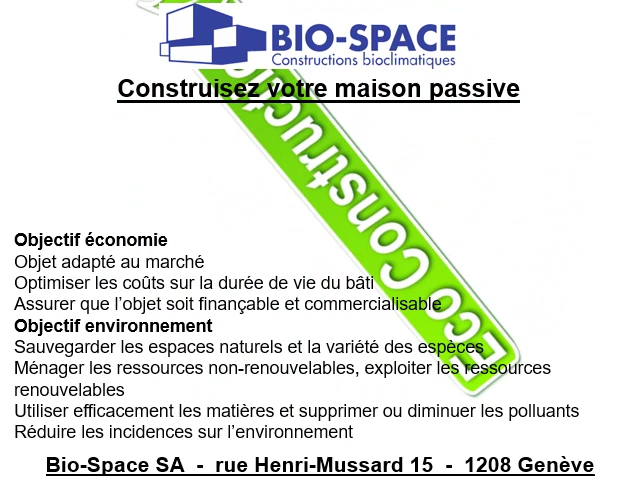 BIO-SPACE
Constructions bioclimatiques
Construisez votre maison passive
Eco Construction
Objectif économie
Objet adapté au marché
Optimiser les coûts sur la durée de vie du bâti
Assurer que l’objet soit finançable et commercialisable
Objectif environnement
Sauvegarder les espaces naturels et la variété des espèces
Ménager les ressources non-renouvelables, exploiter les ressources
renouvelables
Utiliser efficacement les matières et supprimer ou diminuer les polluants
Réduire les incidences sur l’environnement
Bio-Space SA - rue Henri-Mussard 15 - 1208 Genève